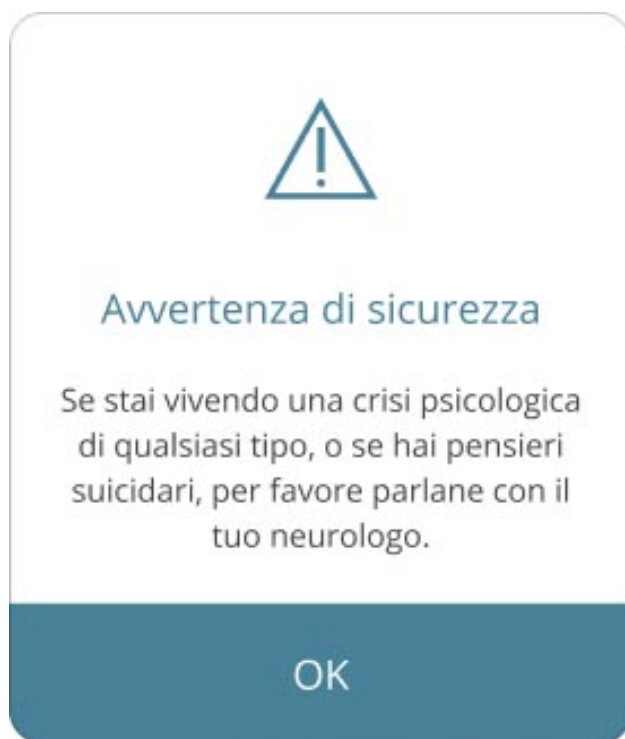 Avvertenza di sicurezza
Se stai vivendo una crisi psicologica
di qualsiasi tipo, o se hai pensieri
suicidari, per favore parlane con il
tuo neurologo.
OK